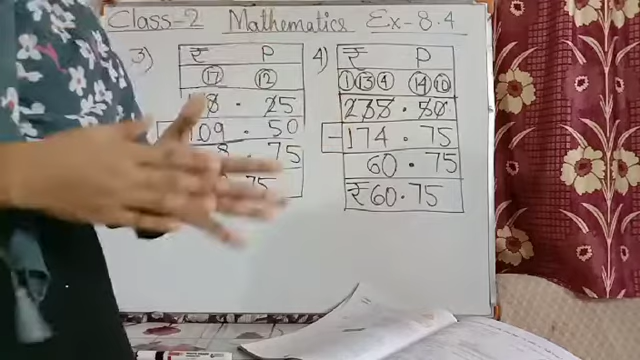 Class-2 Mathematics Ex-8.4
3) ₹ P
17 12
8 . 25
109 . 50
8 . 75
75
4) ₹ P
1 13 4 14 10
235 . 50
- 174 . 75
60 . 75
₹60.75